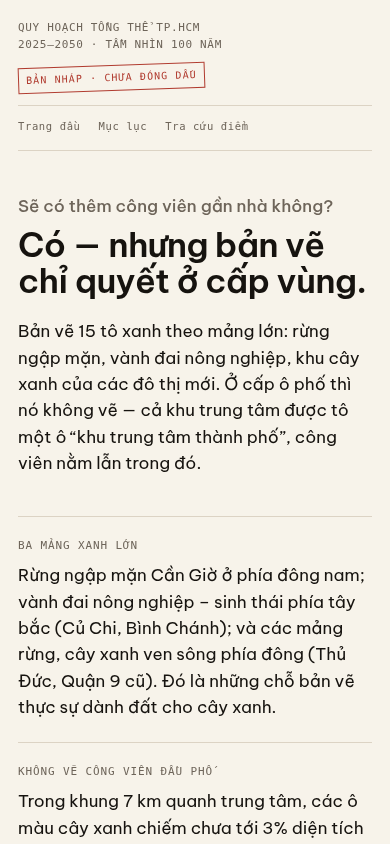 QUY HOẠCH TỔNG THỂ TP.HCM
2025—2050 · TẦM NHÌN 100 NĂM
BẢN NHÁP · CHƯA ĐÓNG DẤU
Trang đầu Mục lục Tra cứu điểm
Sẽ có thêm công viên gần nhà không?
Có — nhưng bản vẽ
chỉ quyết ở cấp vùng.
Bản vẽ 15 tô xanh theo mảng lớn: rừng
ngập mặn, vành đai nông nghiệp, khu cây
xanh của các đô thị mới. Ở cấp ô phố thì
nó không vẽ — cả khu trung tâm được tô
một ô “khu trung tâm thành phố”, công
viên nằm lẫn trong đó.
BA MẢNG XANH LỚN
Rừng ngập mặn Cần Giờ ở phía đông nam;
vành đai nông nghiệp – sinh thái phía tây
bắc (Củ Chi, Bình Chánh); và các mảng
rừng, cây xanh ven sông phía đông (Thủ
Đức, Quận 9 cũ). Đó là những chỗ bản vẽ
thực sự dành đất cho cây xanh.
KHÔNG VẼ CÔNG VIÊN ĐẦU PHỐ
Trong khung 7 km quanh trung tâm, các ô
màu cây xanh chiếm chưa tới 3% diện tích